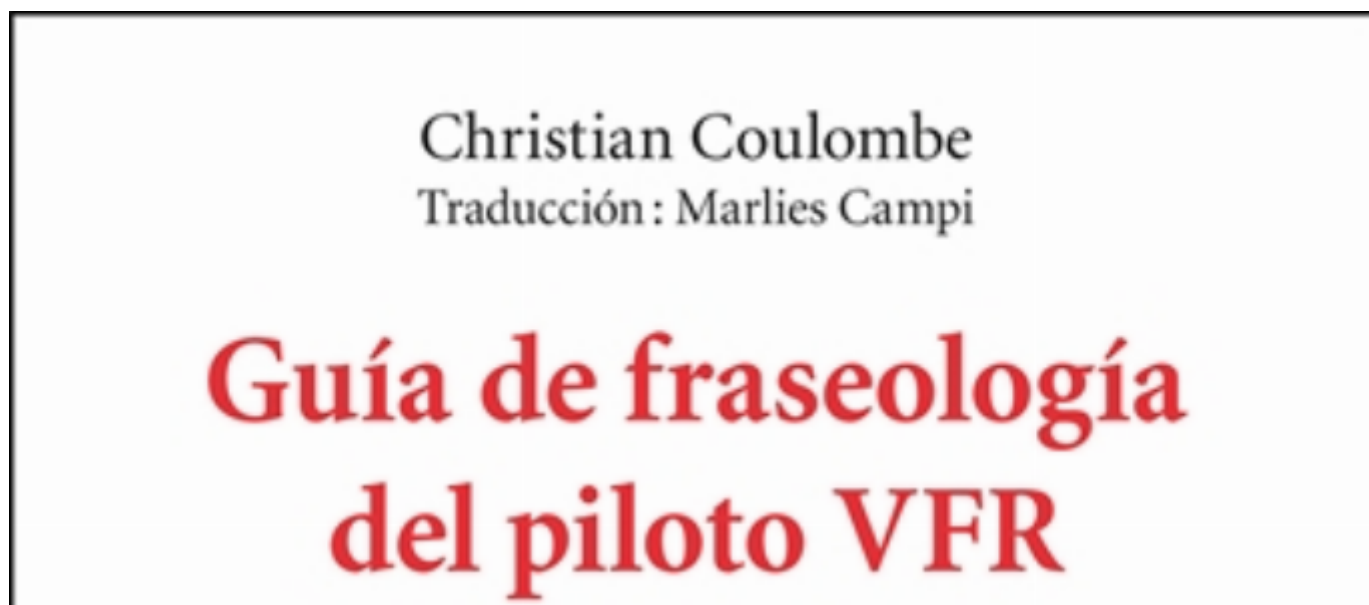 Christian Coulombe
Traducción: Marlies Campi
Guía de fraseología
del piloto VFR